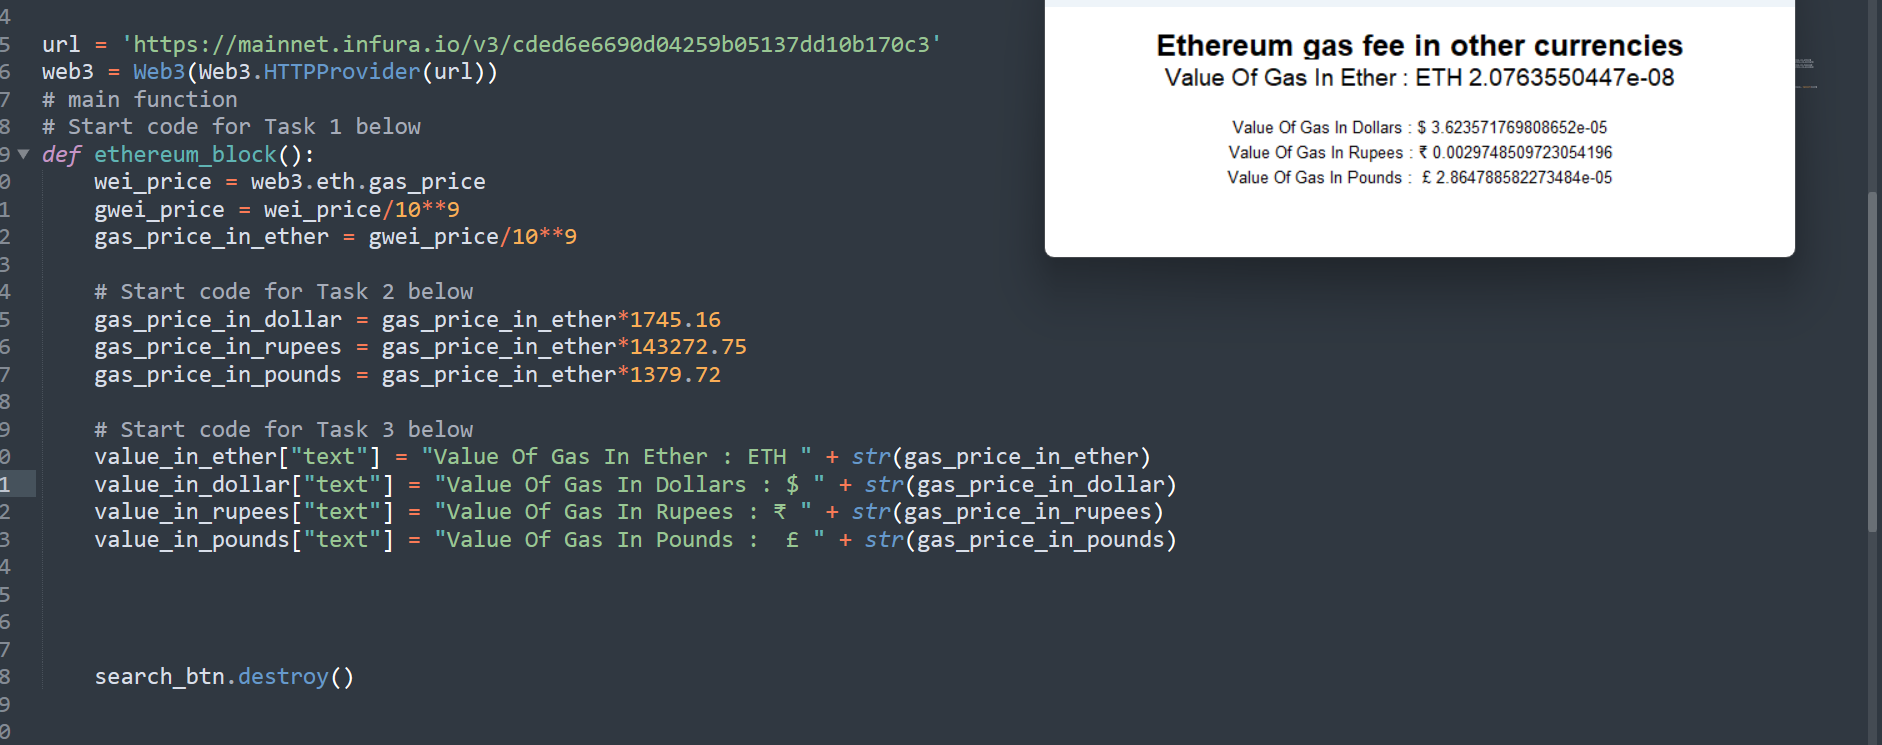 4
5 url = 'https://mainnet.infura.io/v3/cded6e6690d04259b05137dd10b170c3'
6 web3 = Web3(Web3.HTTPProvider(url))
7 # main function
8 # Start code for Task 1 below
9 def ethereum_block():
0 wei_price = web3.eth.gas_price
1 gwei_price = wei_price/10**9
2 gas_price_in_ether = gwei_price/10**9
3
4 # Start code for Task 2 below
5 gas_price_in_dollar = gas_price_in_ether*1745.16
6 gas_price_in_rupees = gas_price_in_ether*143272.75
7 gas_price_in_pounds = gas_price_in_ether*1379.72
8
9 # Start code for Task 3 below
0 value_in_ether["text"] = "Value Of Gas In Ether : ETH " + str(gas_price_in_ether)
1 value_in_dollar["text"] = "Value Of Gas In Dollars : $ " + str(gas_price_in_dollar)
2 value_in_rupees["text"] = "Value Of Gas In Rupees : ₹ " + str(gas_price_in_rupees)
3 value_in_pounds["text"] = "Value Of Gas In Pounds :  £ " + str(gas_price_in_pounds)
4
5
6
7
8 search_btn.destroy()
9
0
Ethereum gas fee in other currencies
Value Of Gas In Ether : ETH 2.0763550447e-08
Value Of Gas In Dollars : $ 3.623571769808652e-05
Value Of Gas In Rupees : ₹ 0.0029748509723054196
Value Of Gas In Pounds :  £ 2.864788582273484e-05